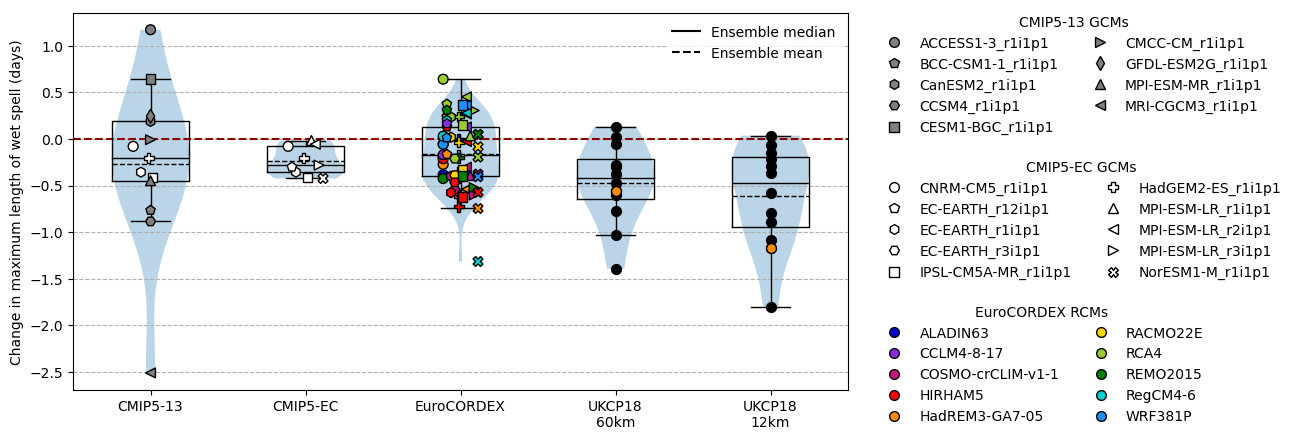 Change in maximum length of wet spell (days)
1.0
0.5
0.0
−0.5
−1.0
−1.5
−2.0
−2.5
Ensemble median
Ensemble mean
CMIP5-13
CMIP5-EC
EuroCORDEX
UKCP18
60km
UKCP18
12km
CMIP5-13 GCMs
ACCESS1-3_r1i1p1
BCC-CSM1-1_r1i1p1
CanESM2_r1i1p1
CCSM4_r1i1p1
CESM1-BGC_r1i1p1
CMCC-CM_r1i1p1
GFDL-ESM2G_r1i1p1
MPI-ESM-MR_r1i1p1
MRI-CGCM3_r1i1p1
CMIP5-EC GCMs
CNRM-CM5_r1i1p1
EC-EARTH_r12i1p1
EC-EARTH_r1i1p1
EC-EARTH_r3i1p1
IPSL-CM5A-MR_r1i1p1
HadGEM2-ES_r1i1p1
MPI-ESM-LR_r1i1p1
MPI-ESM-LR_r2i1p1
MPI-ESM-LR_r3i1p1
NorESM1-M_r1i1p1
EuroCORDEX RCMs
ALADIN63
CCLM4-8-17
COSMO-crCLIM-v1-1
HIRHAM5
HadREM3-GA7-05
RACMO22E
RCA4
REMO2015
RegCM4-6
WRF381P